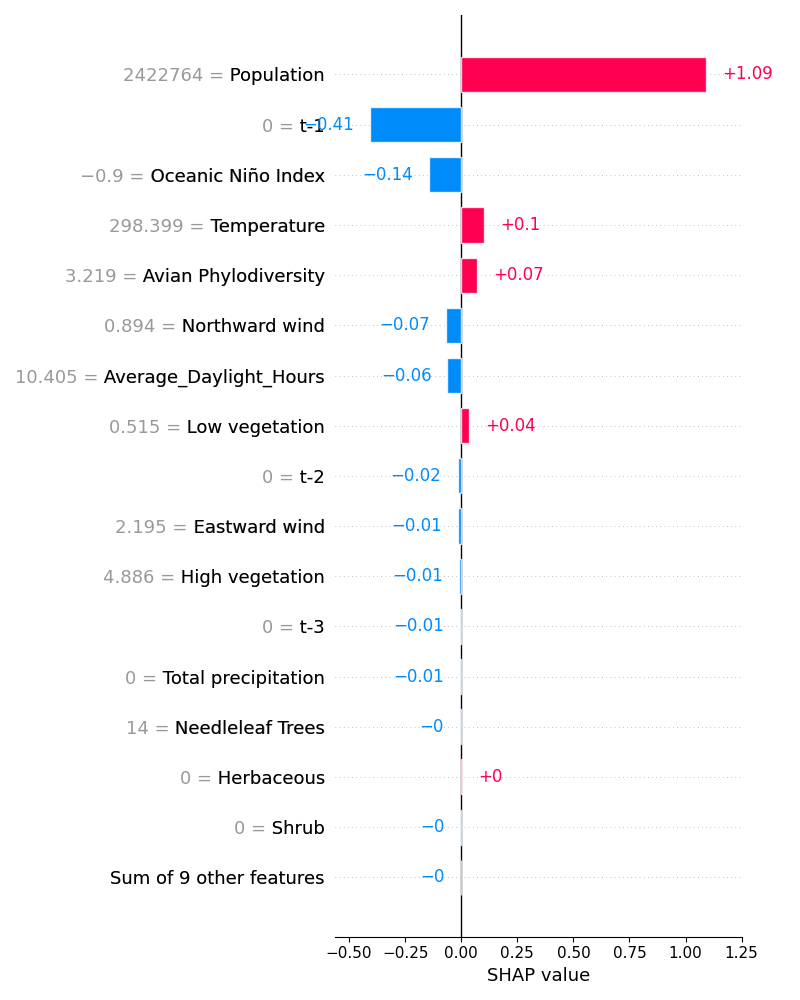 2422764 = Population +1.09
0 = t-1 −0.41
−0.9 = Oceanic Niño Index −0.14
298.399 = Temperature +0.1
3.219 = Avian Phylodiversity +0.07
0.894 = Northward wind −0.07
10.405 = Average_Daylight_Hours −0.06
0.515 = Low vegetation +0.04
0 = t-2 −0.02
2.195 = Eastward wind −0.01
4.886 = High vegetation −0.01
0 = t-3 −0.01
0 = Total precipitation −0.01
14 = Needleleaf Trees −0
0 = Herbaceous +0
0 = Shrub −0
Sum of 9 other features −0
−0.50 −0.25 0.00 0.25 0.50 0.75 1.00 1.25
SHAP value